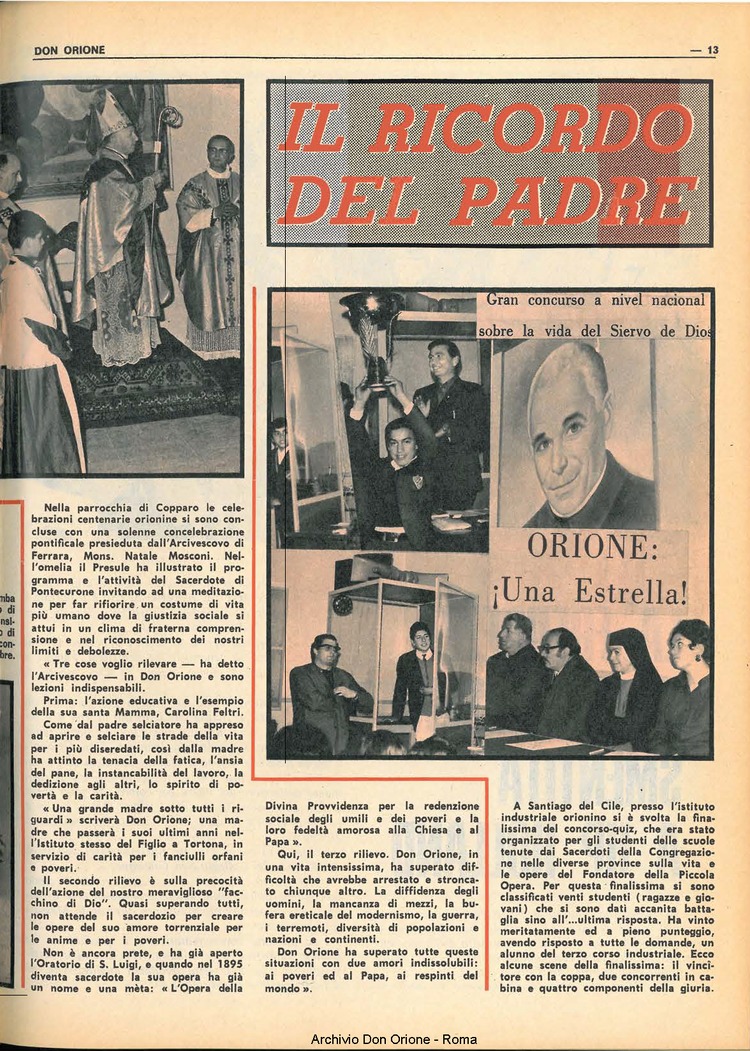 DON ORIONE
— 13
IL RICORDO
DEL PADRE
Gran concurso a nivel nacional
sobre la vida del Siervo de Dios
ORIONE:
¡Una Estrella!
mba
o di
nsi-
o di
con-
bre.
Nella parrocchia di Copparo le cele-
brazioni centenarie orionine si sono con-
cluse con una solenne concelebrazione
pontificale presieduta dall'Arcivescovo di
Ferrara, Mons. Natale Mosconi. Nel-
l'omelia il Presule ha illustrato il pro-
gramma e l'attività del Sacerdote di
Pontecurone invitando ad una meditazio-
ne per far rifiorire un costume di vita
più umano dove la giustizia sociale si
attui in un clima di fraterna compren-
sione e nel riconoscimento dei nostri
limiti e debolezze.
« Tre cose voglio rilevare — ha detto
l'Arcivescovo — in Don Orione e sono
lezioni indispensabili.
Prima: l'azione educativa e l'esempio
della sua santa Mamma, Carolina Feltri.
Come dal padre selciatore ha appreso
ad aprire e selciare le strade della vita
per i più diseredati, così dalla madre
ha attinto la tenacia della fatica, l'ansia
del pane, la instancabilità del lavoro, la
dedizione agli altri, lo spirito di po-
vertà e la carità.
« Una grande madre sotto tutti i ri-
guardi » scriverà Don Orione; una ma-
dre che passerà i suoi ultimi anni nel-
l'Istituto stesso del Figlio a Tortona, in
servizio di carità per i fanciulli orfani
e poveri.
Il secondo rilievo è sulla precocità
dell'azione del nostro meraviglioso "fac-
chino di Dio". Quasi superando tutti,
non attende il sacerdozio per creare
le opere del suo amore torrenziale per
le anime e per i poveri.
Non è ancora prete, e ha già aperto
l'Oratorio di S. Luigi, e quando nel 1895
diventa sacerdote la sua opera ha già
un nome e una mèta: « L'Opera della
Divina Provvidenza per la redenzione
sociale degli umili e dei poveri e la
loro fedeltà amorosa alla Chiesa e al
Papa ».
Qui, il terzo rilievo. Don Orione, in
una vita intensissima, ha superato dif-
ficoltà che avrebbe arrestato e stronca-
to chiunque altro. La diffidenza degli
uomini, la mancanza di mezzi, la bu-
fera ereticale del modernismo, la guerra,
i terremoti, diversità di popolazioni e
nazioni e continenti.
Don Orione ha superato tutte queste
situazioni con due amori indissolubili:
ai poveri ed al Papa, ai respinti del
mondo ».
A Santiago del Cile, presso l'istituto
industriale orionino si è svolta la fina-
lissima del concorso-quiz, che era stato
organizzato per gli studenti delle scuole
tenute dai Sacerdoti della Congregazio-
ne nelle diverse province sulla vita e
le opere del Fondatore della Piccola
Opera. Per questa finalissima si sono
classificati venti studenti (ragazze e gio-
vani) che si sono dati accanita batta-
glia sino all'...ultima risposta. Ha vinto
meritatamente ed a pieno punteggio,
avendo risposto a tutte le domande, un
alunno del terzo corso industriale. Ecco
alcune scene della finalissima: il vinci-
tore con la coppa, due concorrenti in ca-
bina e quattro componenti della giuria.
Archivio Don Orione - Roma